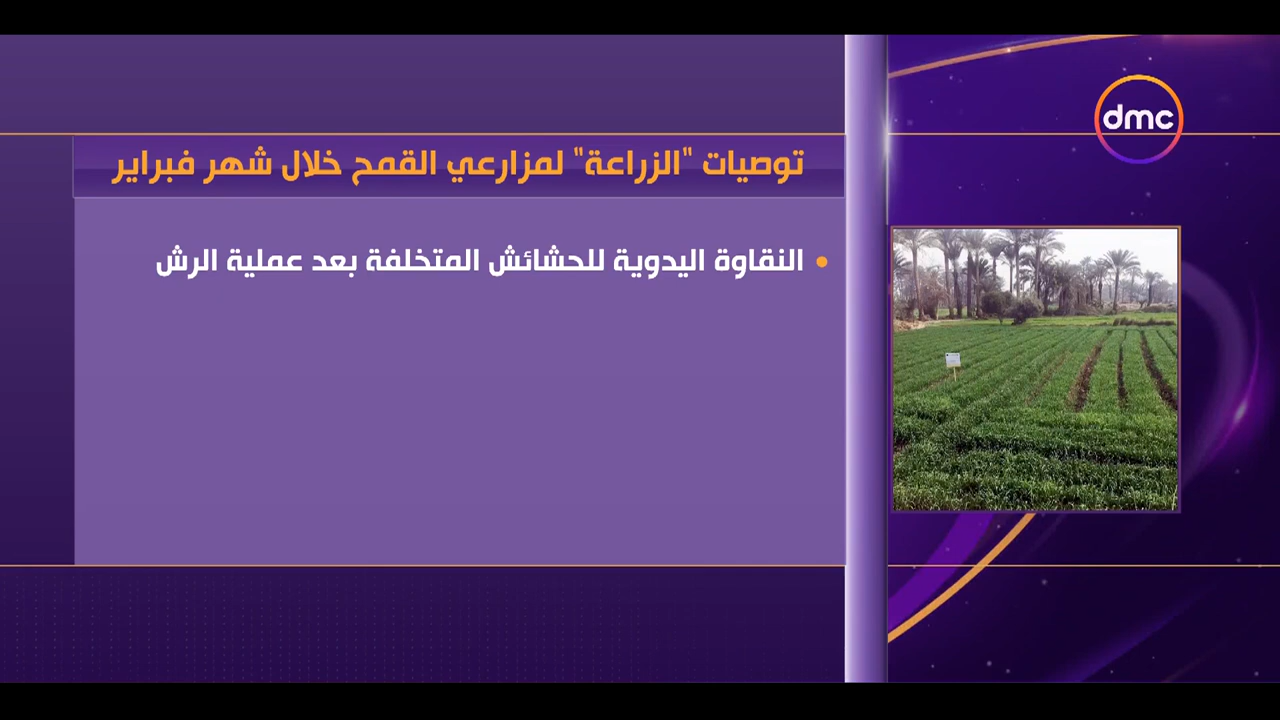 dmc
توصيات "الزراعة" لمزارعي القمح خلال شهر فبراير
• النقاوة اليدوية للحشائش المتخلفة بعد عملية الرش